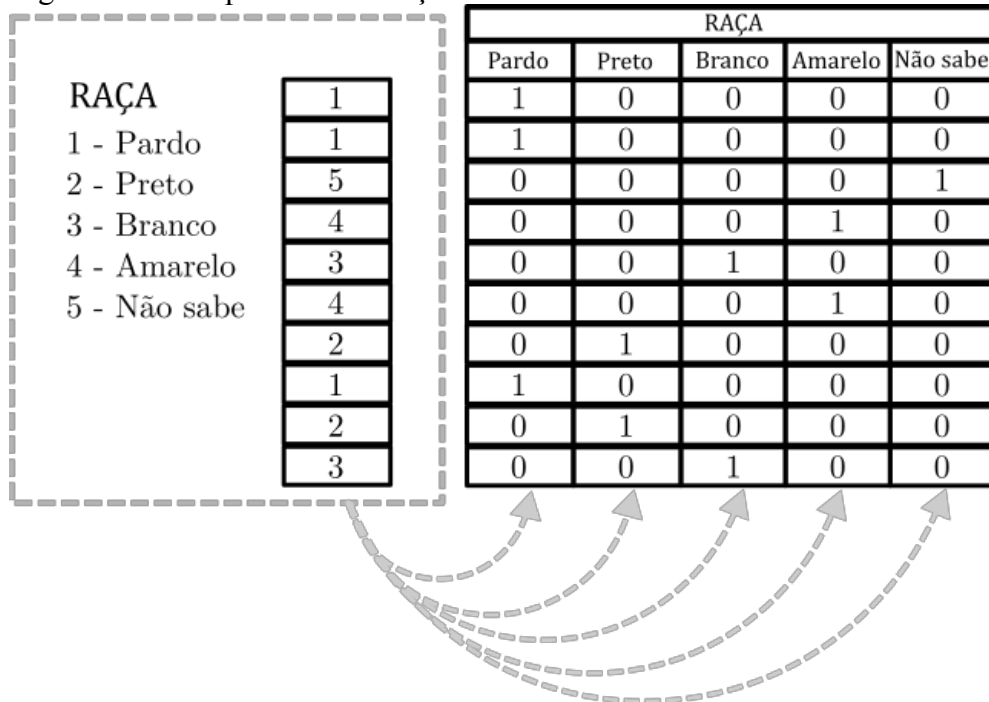 RAÇA
1 - Pardo
2 - Preto
3 - Branco
4 - Amarelo
5 - Não sabe
1
1
5
4
3
4
2
1
2
3
RAÇA
Pardo Preto Branco Amarelo Não sabe
1 0 0 0 0
1 0 0 0 0
0 0 0 0 1
0 0 0 1 0
0 0 1 0 0
0 0 0 1 0
0 1 0 0 0
1 0 0 0 0
0 1 0 0 0
0 0 1 0 0